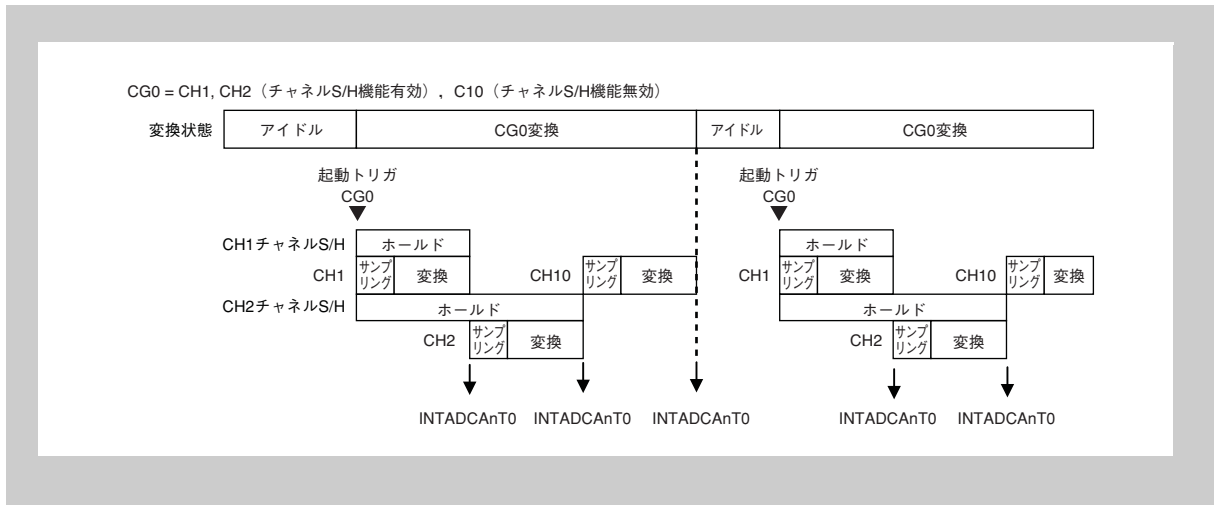 CG0 = CH1, CH2（チャネルS/H機能有効），C10（チャネルS/H機能無効）
変換状態 アイドル CG0変換 アイドル CG0変換
起動トリガ 起動トリガ
CG0 CG0
CH1チャネルS/H ホールド ホールド
CH1 サンプリング 変換 CH10 サンプリング 変換 CH1 サンプリング 変換 CH10 サンプリング 変換
CH2チャネルS/H ホールド ホールド
CH2 サンプリング 変換 CH2 サンプリング 変換
INTADCAnT0 INTADCAnT0 INTADCAnT0 INTADCAnT0 INTADCAnT0